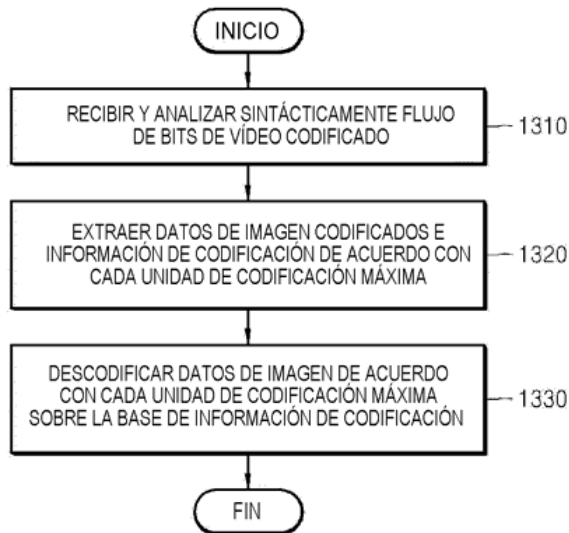 INICIO
RECIBIR Y ANALIZAR SINTÁCTICAMENTE FLUJO
DE BITS DE VÍDEO CODIFICADO
1310
EXTRAER DATOS DE IMAGEN CODIFICADOS E
INFORMACIÓN DE CODIFICACIÓN DE ACUERDO CON
CADA UNIDAD DE CODIFICACIÓN MÁXIMA
1320
DESCODIFICAR DATOS DE IMAGEN DE ACUERDO
CON CADA UNIDAD DE CODIFICACIÓN MÁXIMA
SOBRE LA BASE DE INFORMACIÓN DE CODIFICACIÓN
1330
FIN